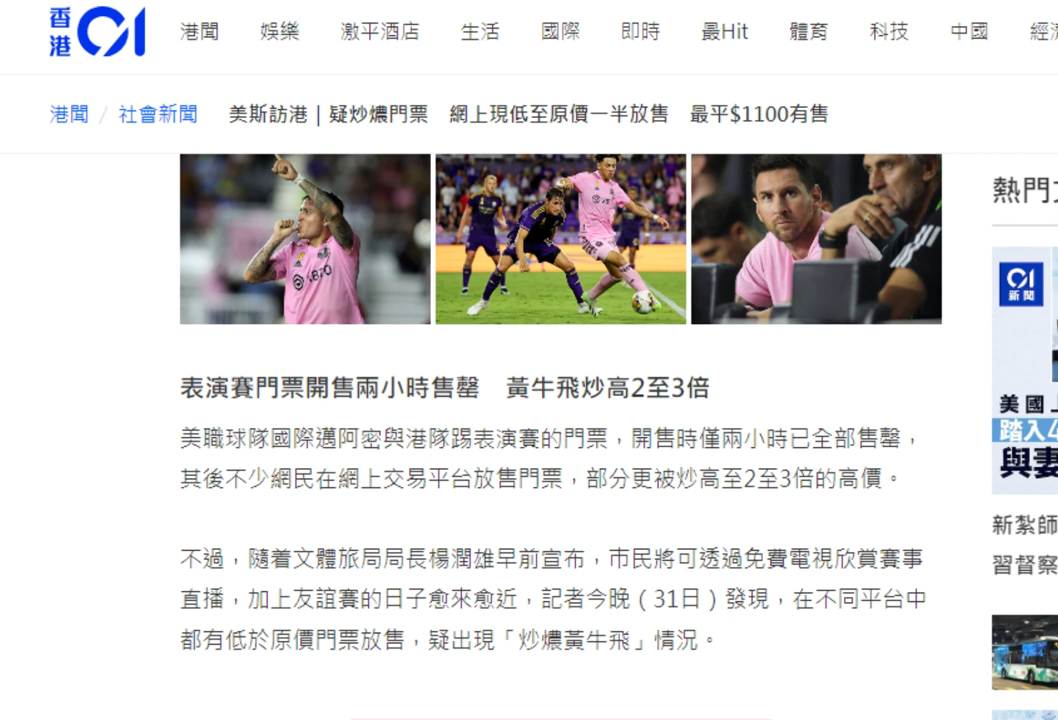 香港01
港聞 娛樂 激平酒店 生活 國際 即時 最Hit 體育 科技 中國
港聞 / 社會新聞 美斯訪港｜疑炒燶門票 網上現低至原價一半放售 最平$1100有售
熱門
表演賽門票開售兩小時售罄 黃牛飛炒高2至3倍
美職球隊國際邁阿密與港隊踢表演賽的門票，開售時僅兩小時已全部售罄，
其後不少網民在網上交易平台放售門票，部分更被炒高至2至3倍的高價。
不過，隨着文體旅局局長楊潤雄早前宣布，市民將可透過免費電視欣賞賽事
直播，加上友誼賽的日子愈來愈近，記者今晚（31日）發現，在不同平台中
都有低於原價門票放售，疑出現「炒燶黃牛飛」情況。
01
新聞
美國
踏入
與妻
新紮師
習督察